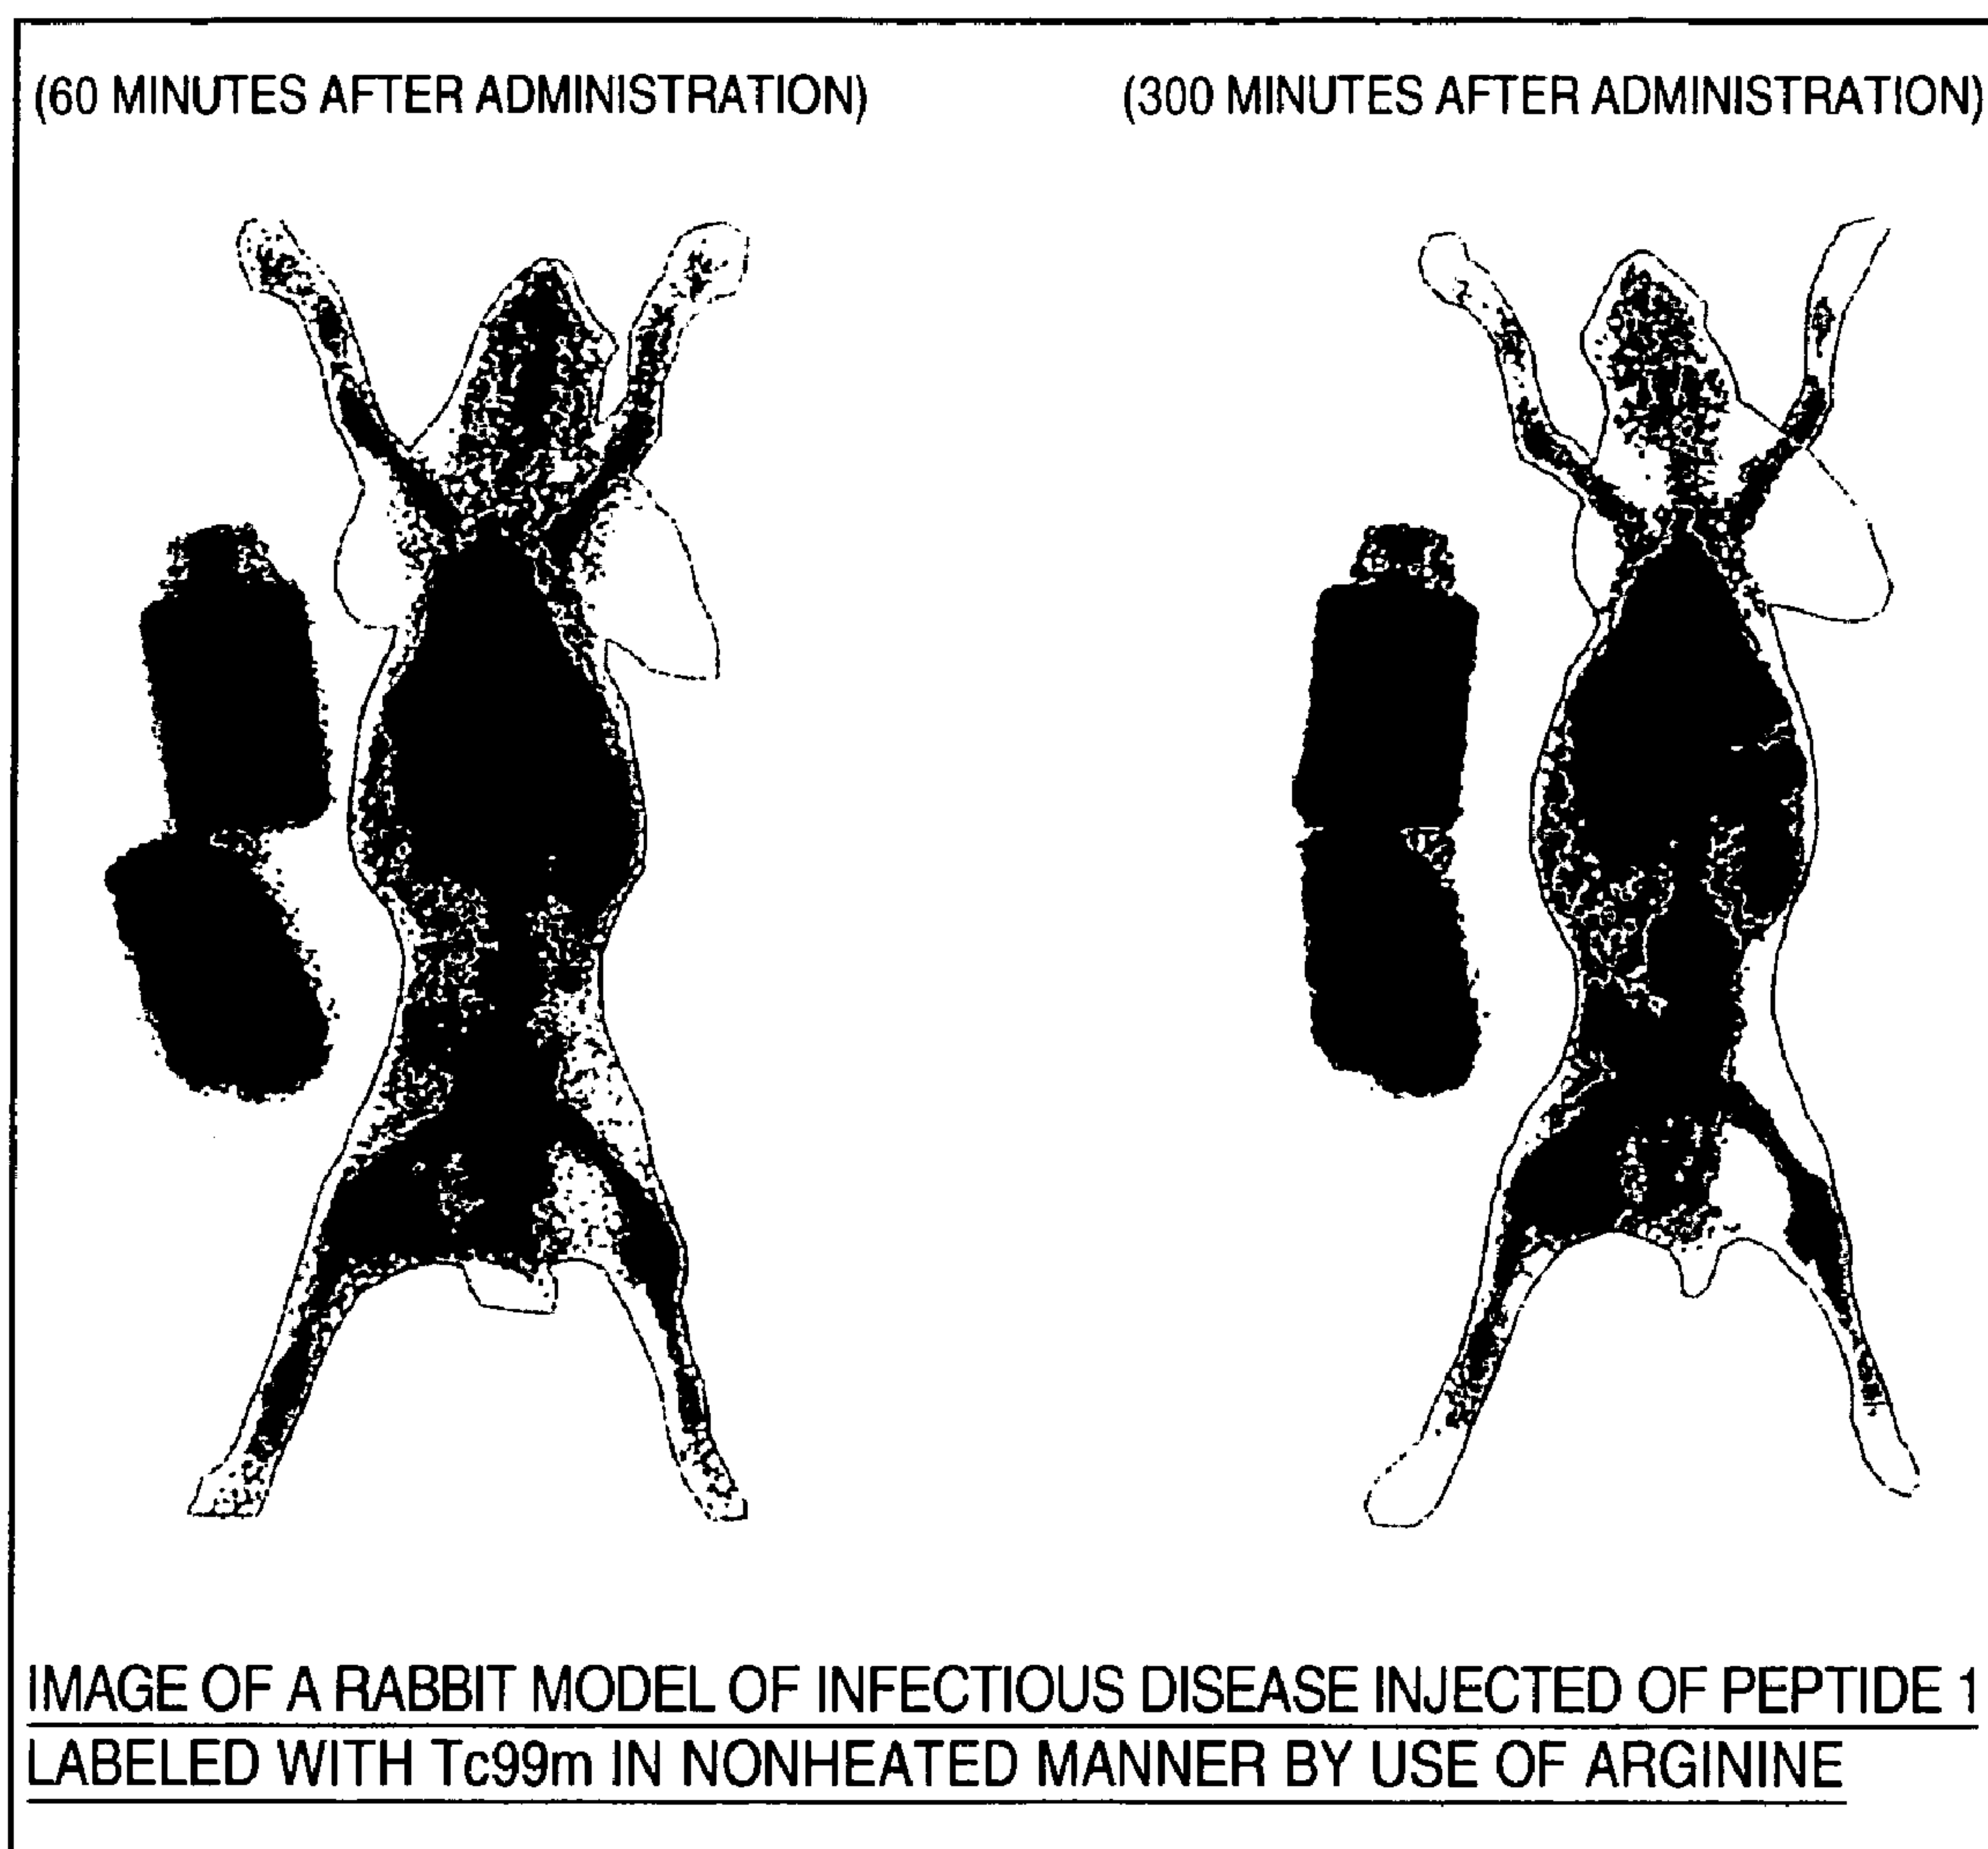 (60 MINUTES AFTER ADMINISTRATION)
(300 MINUTES AFTER ADMINISTRATION)
IMAGE OF A RABBIT MODEL OF INFECTIOUS DISEASE INJECTED OF PEPTIDE 1
LABELED WITH Tc99m IN NONHEATED MANNER BY USE OF ARGININE